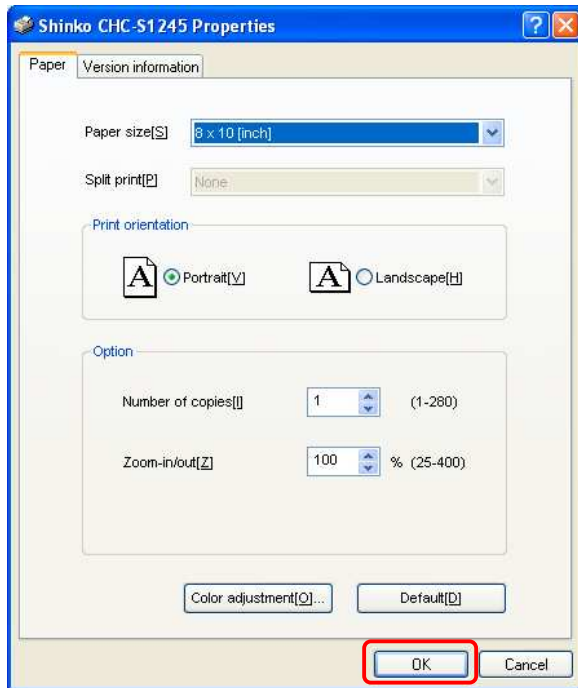 Shinko CHC-S1245 Properties
Paper Version information
Paper size[S] 8 x 10 [inch]
Split print[P] None
Print orientation
A Portrait[V] A Landscape[H]
Option
Number of copies[I] 1 (1-280)
Zoom-in/out[Z] 100 % (25-400)
Color adjustment[O]... Default[D]
OK Cancel